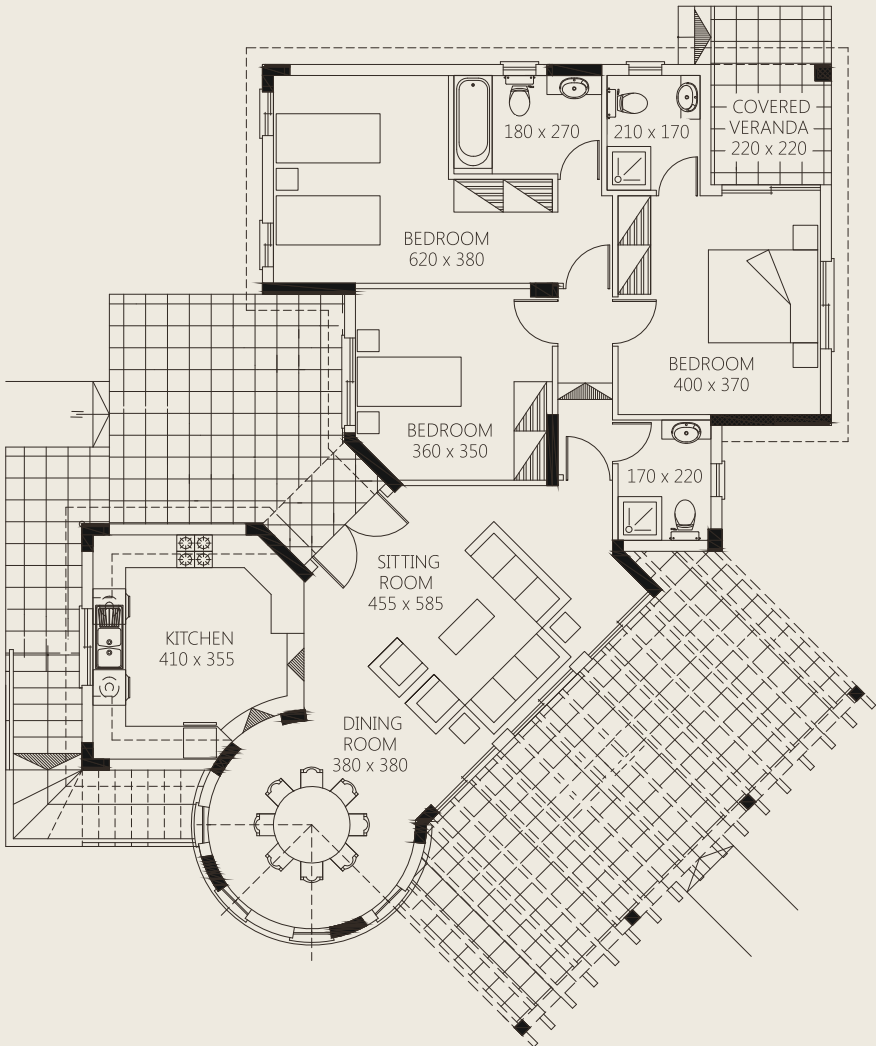 180 x 270
210 x 170
COVERED
VERANDA
220 x 220
BEDROOM
620 x 380
BEDROOM
400 x 370
BEDROOM
360 x 350
170 x 220
SITTING
ROOM
455 x 585
KITCHEN
410 x 355
DINING
ROOM
380 x 380